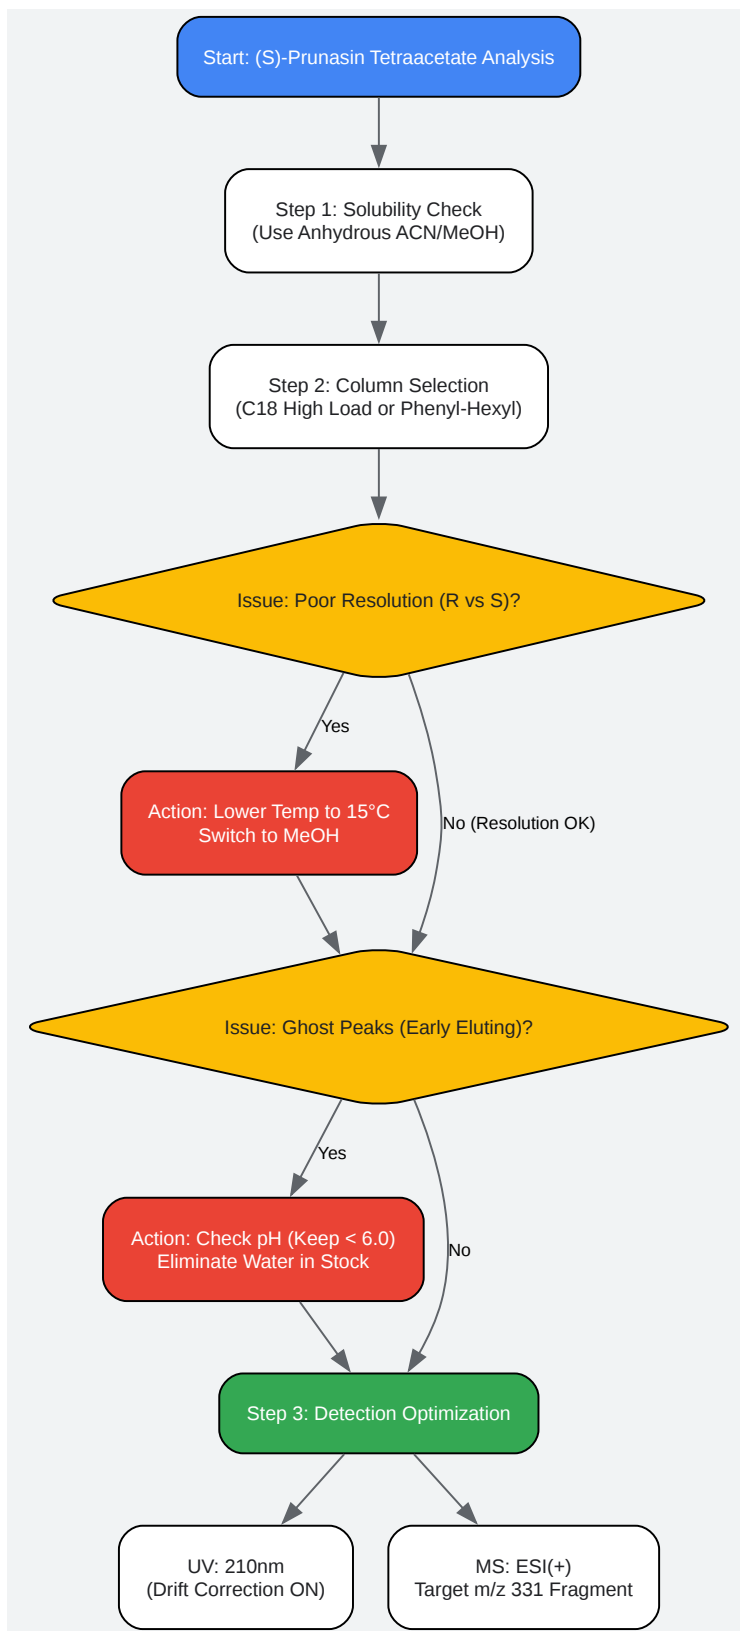 Start: (S)-Prunasin Tetraacetate Analysis
Step 1: Solubility Check
(Use Anhydrous ACN/MeOH)
Step 2: Column Selection
(C18 High Load or Phenyl-Hexyl)
Issue: Poor Resolution (R vs S)?
Yes
Action: Lower Temp to 15°C
Switch to MeOH
No (Resolution OK)
Issue: Ghost Peaks (Early Eluting)?
Yes
Action: Check pH (Keep < 6.0)
Eliminate Water in Stock
No
Step 3: Detection Optimization
UV: 210nm
(Drift Correction ON)
MS: ESI(+)
Target m/z 331 Fragment